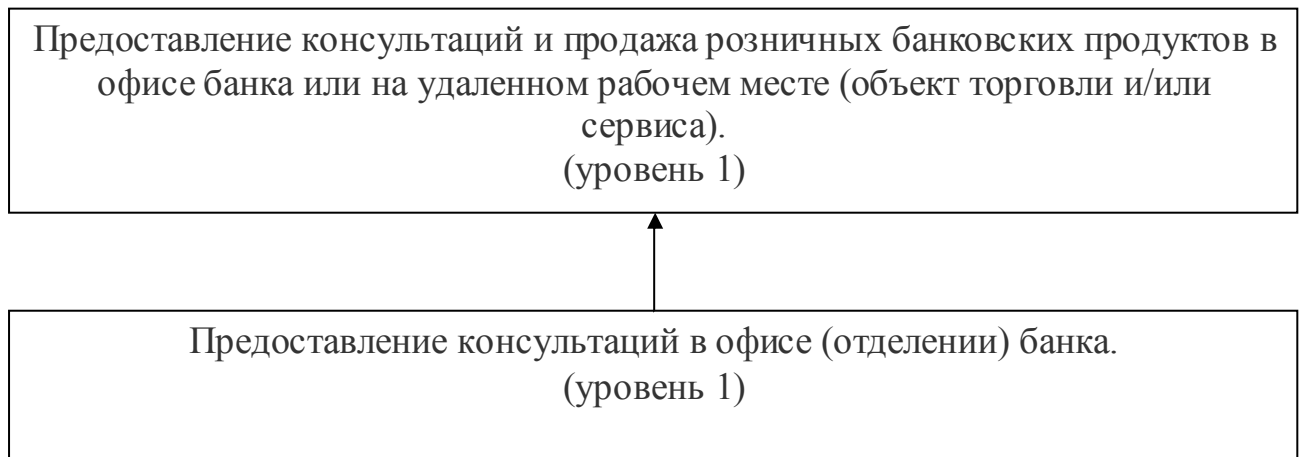 Предоставление консультаций и продажа розничных банковских продуктов в
офисе банка или на удаленном рабочем месте (объект торговли и/или
сервиса).
(уровень 1)
Предоставление консультаций в офисе (отделении) банка.
(уровень 1)